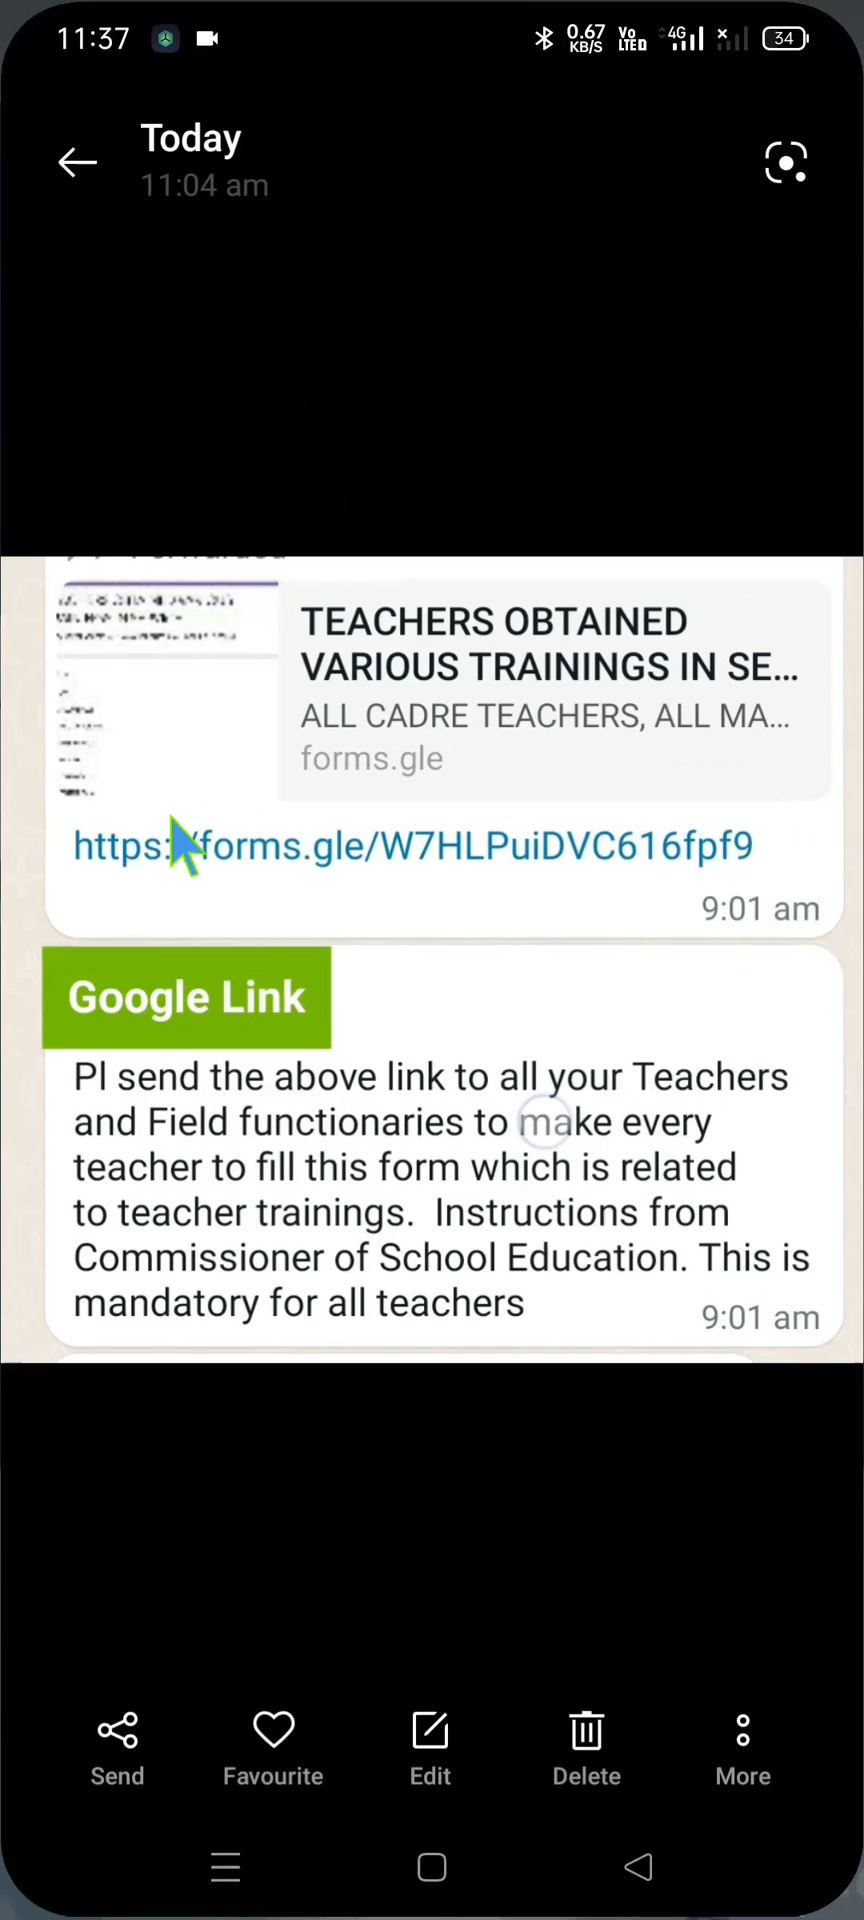 11:37
0.67
KB/S
Vo
LTED
4G
34
Today
11:04 am
TEACHERS OBTAINED
VARIOUS TRAININGS IN SE...
ALL CADRE TEACHERS, ALL MA...
forms.gle
https://forms.gle/W7HLPuiDVC616fpf9
9:01 am
Google Link
Pl send the above link to all your Teachers
and Field functionaries to make every
teacher to fill this form which is related
to teacher trainings. Instructions from
Commissioner of School Education. This is
mandatory for all teachers
9:01 am
Send
Favourite
Edit
Delete
More